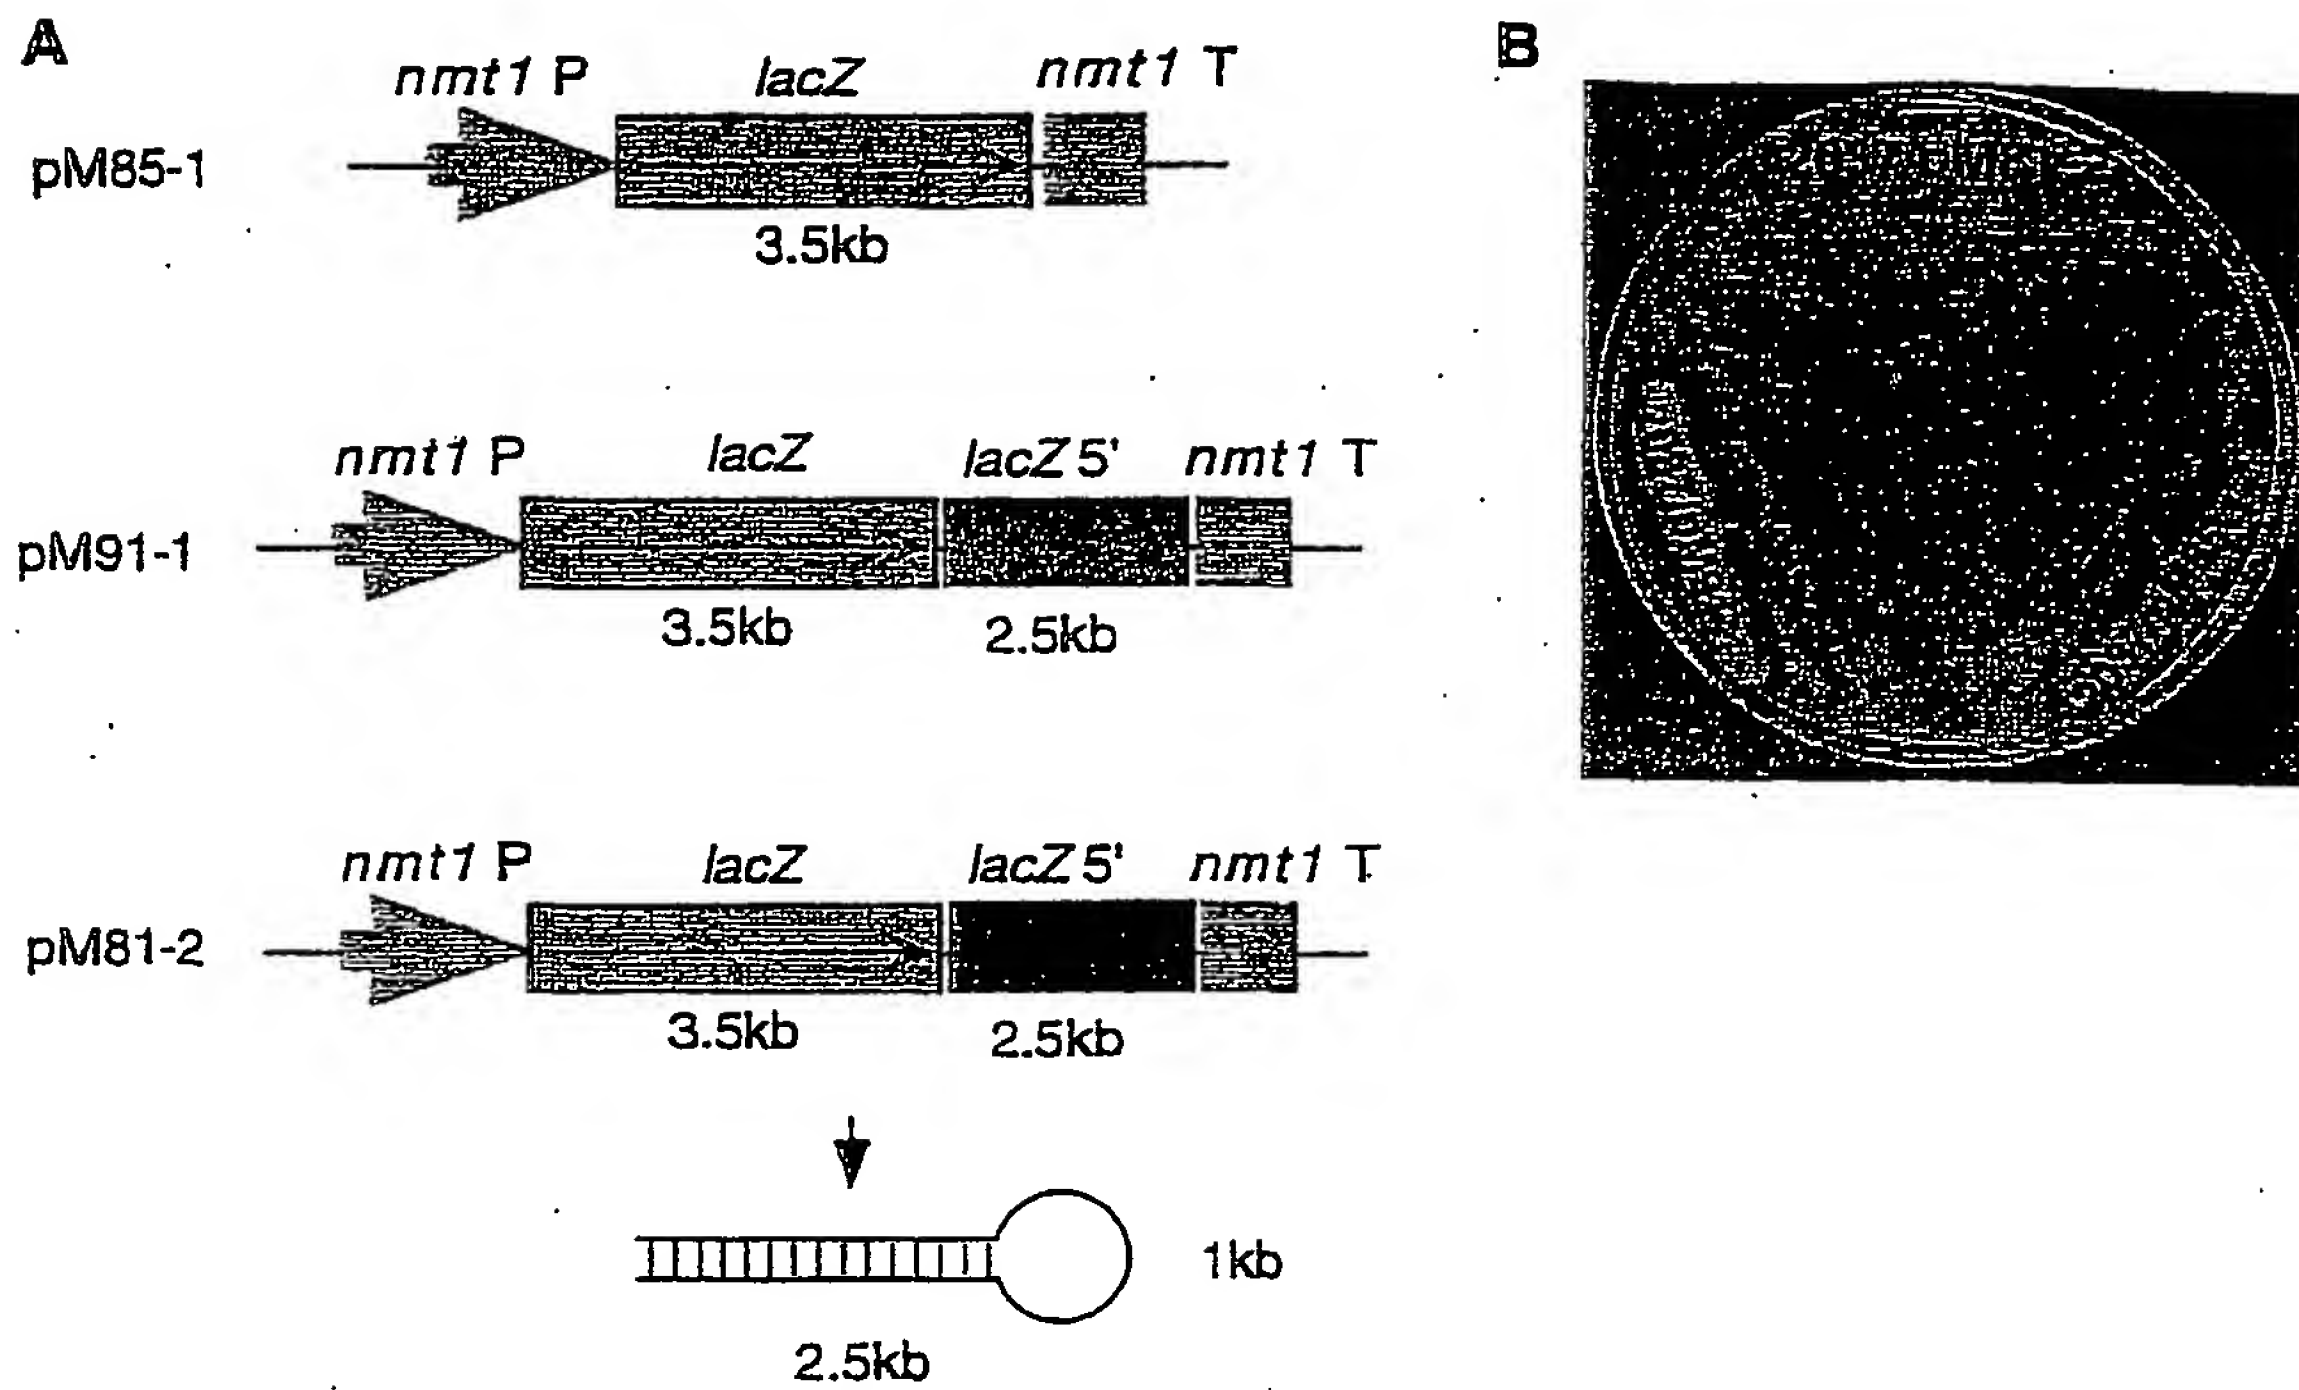 A
nmt1 P lacZ nmt1 T
pM85-1
3.5kb
nmt1 P lacZ lacZ 5' nmt1 T
pM91-1
3.5kb 2.5kb
nmt1 P lacZ lacZ 5' nmt1 T
pM81-2
3.5kb 2.5kb
1kb
2.5kb
B